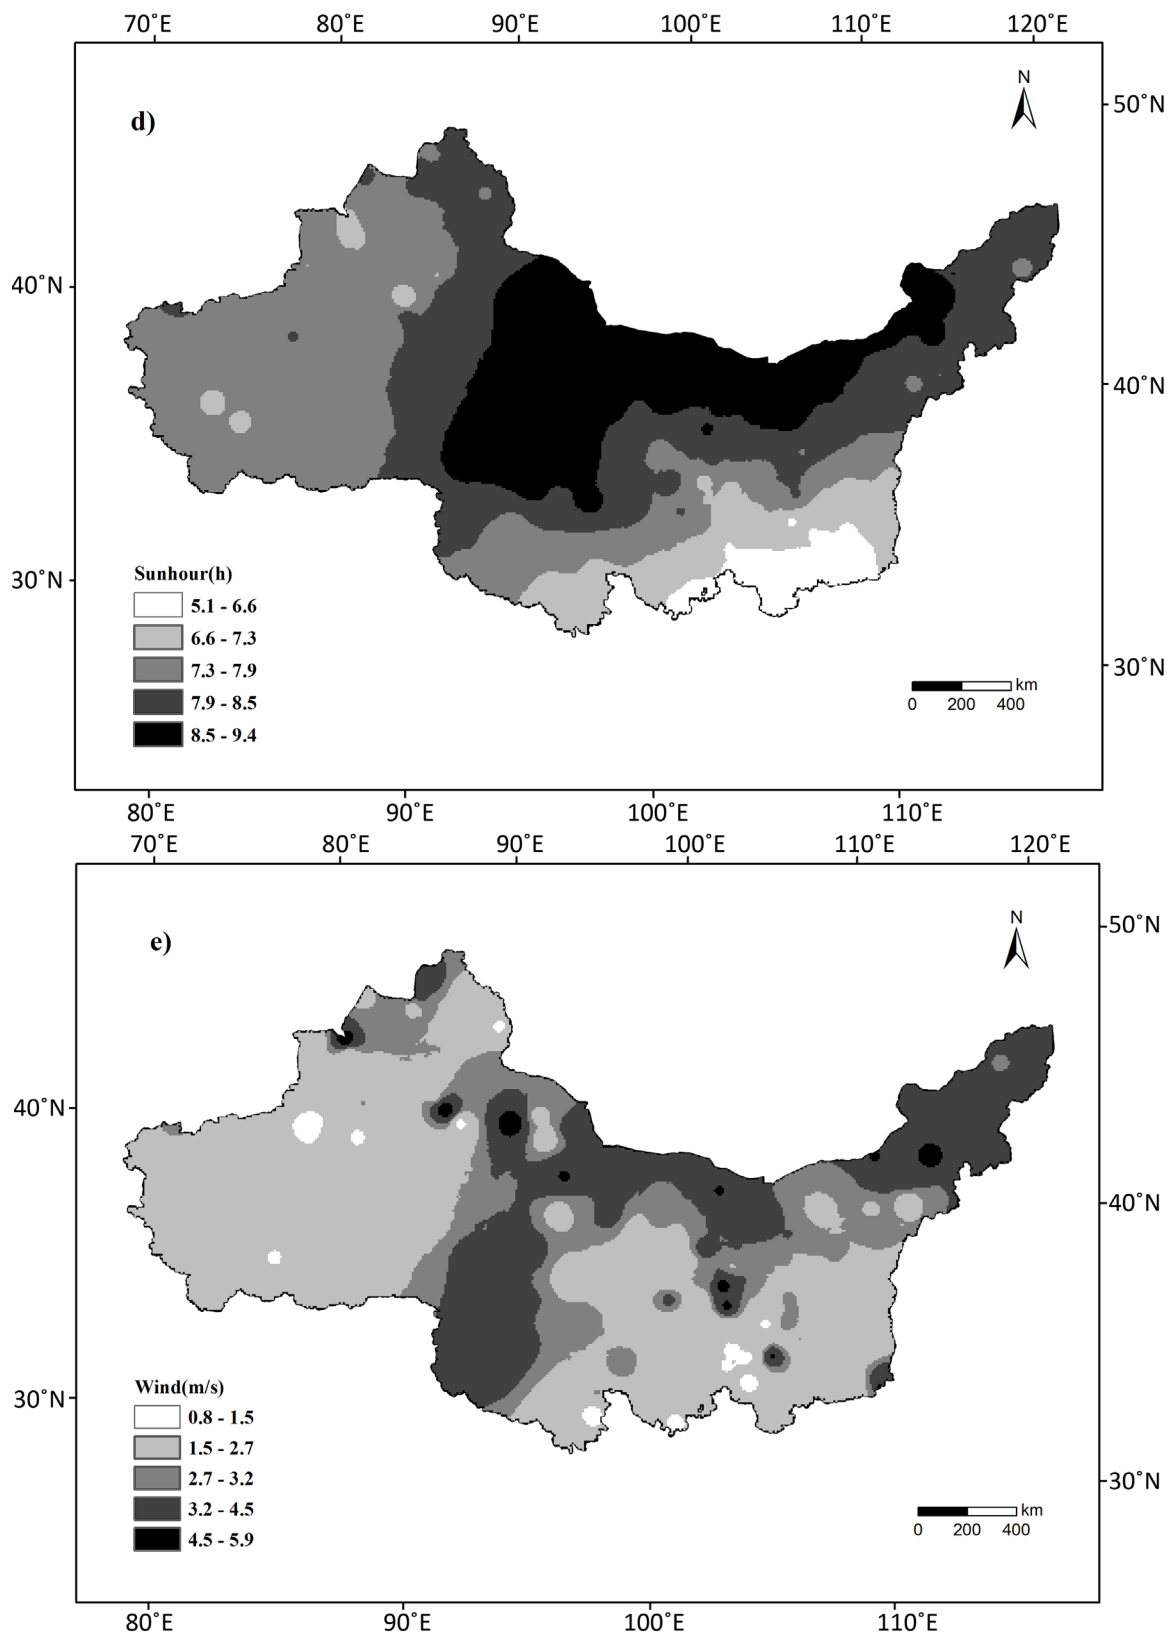 70˚E 80˚E 90˚E 100˚E 110˚E 120˚E
N
50˚N
d)
40˚N
40˚N
Sunhour(h)
30˚N
5.1 - 6.6
6.6 - 7.3
30˚N
7.3 - 7.9
km
7.9 - 8.5
0 200 400
8.5 - 9.4
80˚E 90˚E 100˚E 110˚E
70˚E 80˚E 90˚E 100˚E 110˚E 120˚E
N
50˚N
e)
40˚N
40˚N
Wind(m/s)
30˚N
0.8 - 1.5
1.5 - 2.7
2.7 - 3.2
30˚N
3.2 - 4.5
km
0 200 400
4.5 - 5.9
80˚E 90˚E 100˚E 110˚E